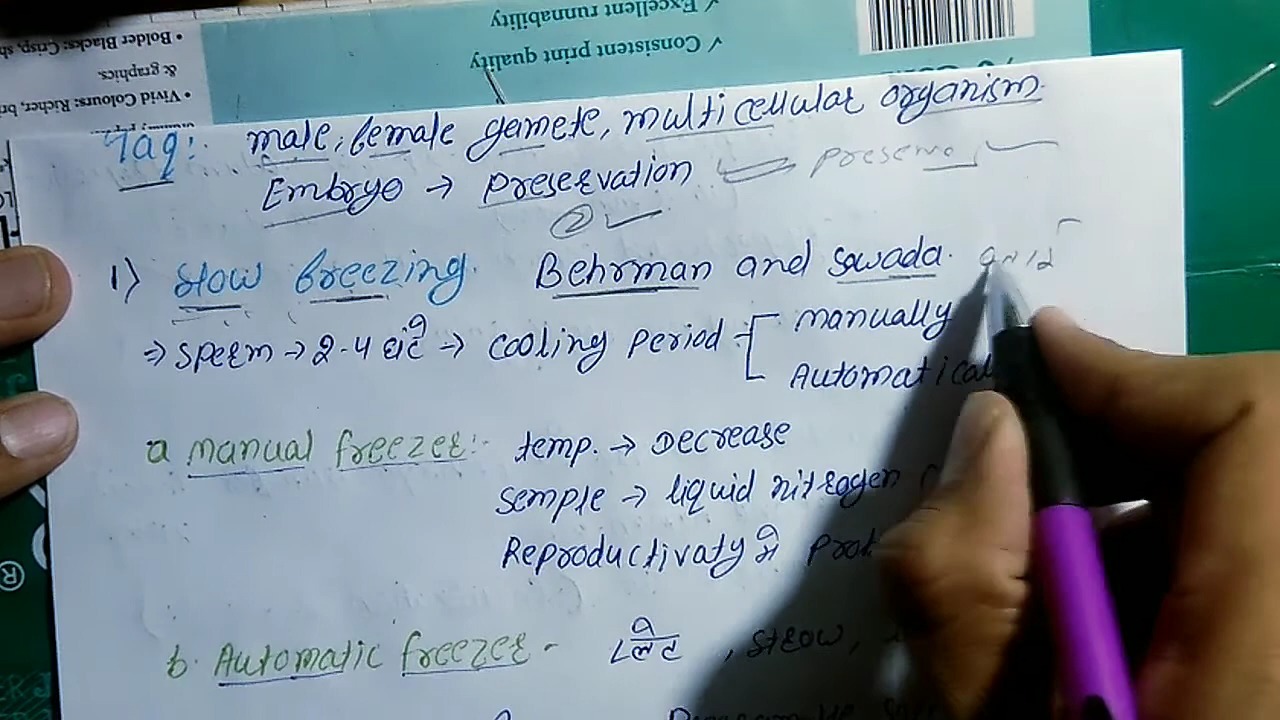 ✓ Excellent runnability
✓ Consistent print quality
• Bolder Blacks: Crisp, sh
& graphics.
• Vivid Colours: Richer, br
Tag:- male, female gamete, multicellular organism
Embryo → Preservation
② ✓
1) slow freezing. Behrman and sawada.
⇒ sperm → 2-4 घंटे → cooling period - manually
Automatical
a manual freezer:- temp. → Decrease
semple → liquid nitrogen
Reproductivaty में Prot
b. Automatic freezer - straw,
®